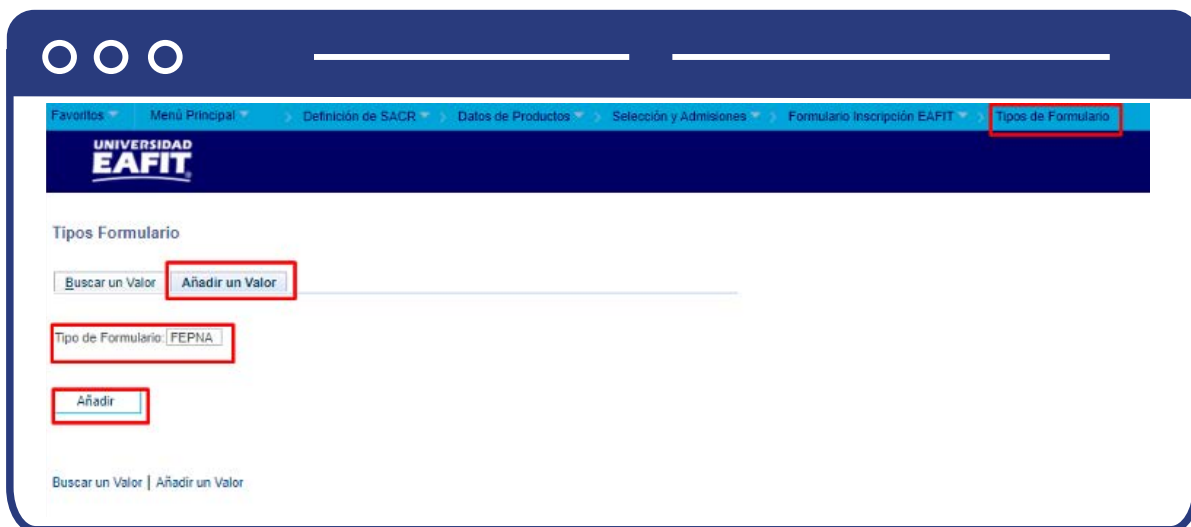 Favoritos Menú Principal Definición de SACR Datos de Productos Selección y Admisiones Formulario Inscripción EAFIT Tipos de Formulario
UNIVERSIDAD
EAFIT
Tipos Formulario
Buscar un Valor Añadir un Valor
Tipo de Formulario: FEPNA
Añadir
Buscar un Valor | Añadir un Valor